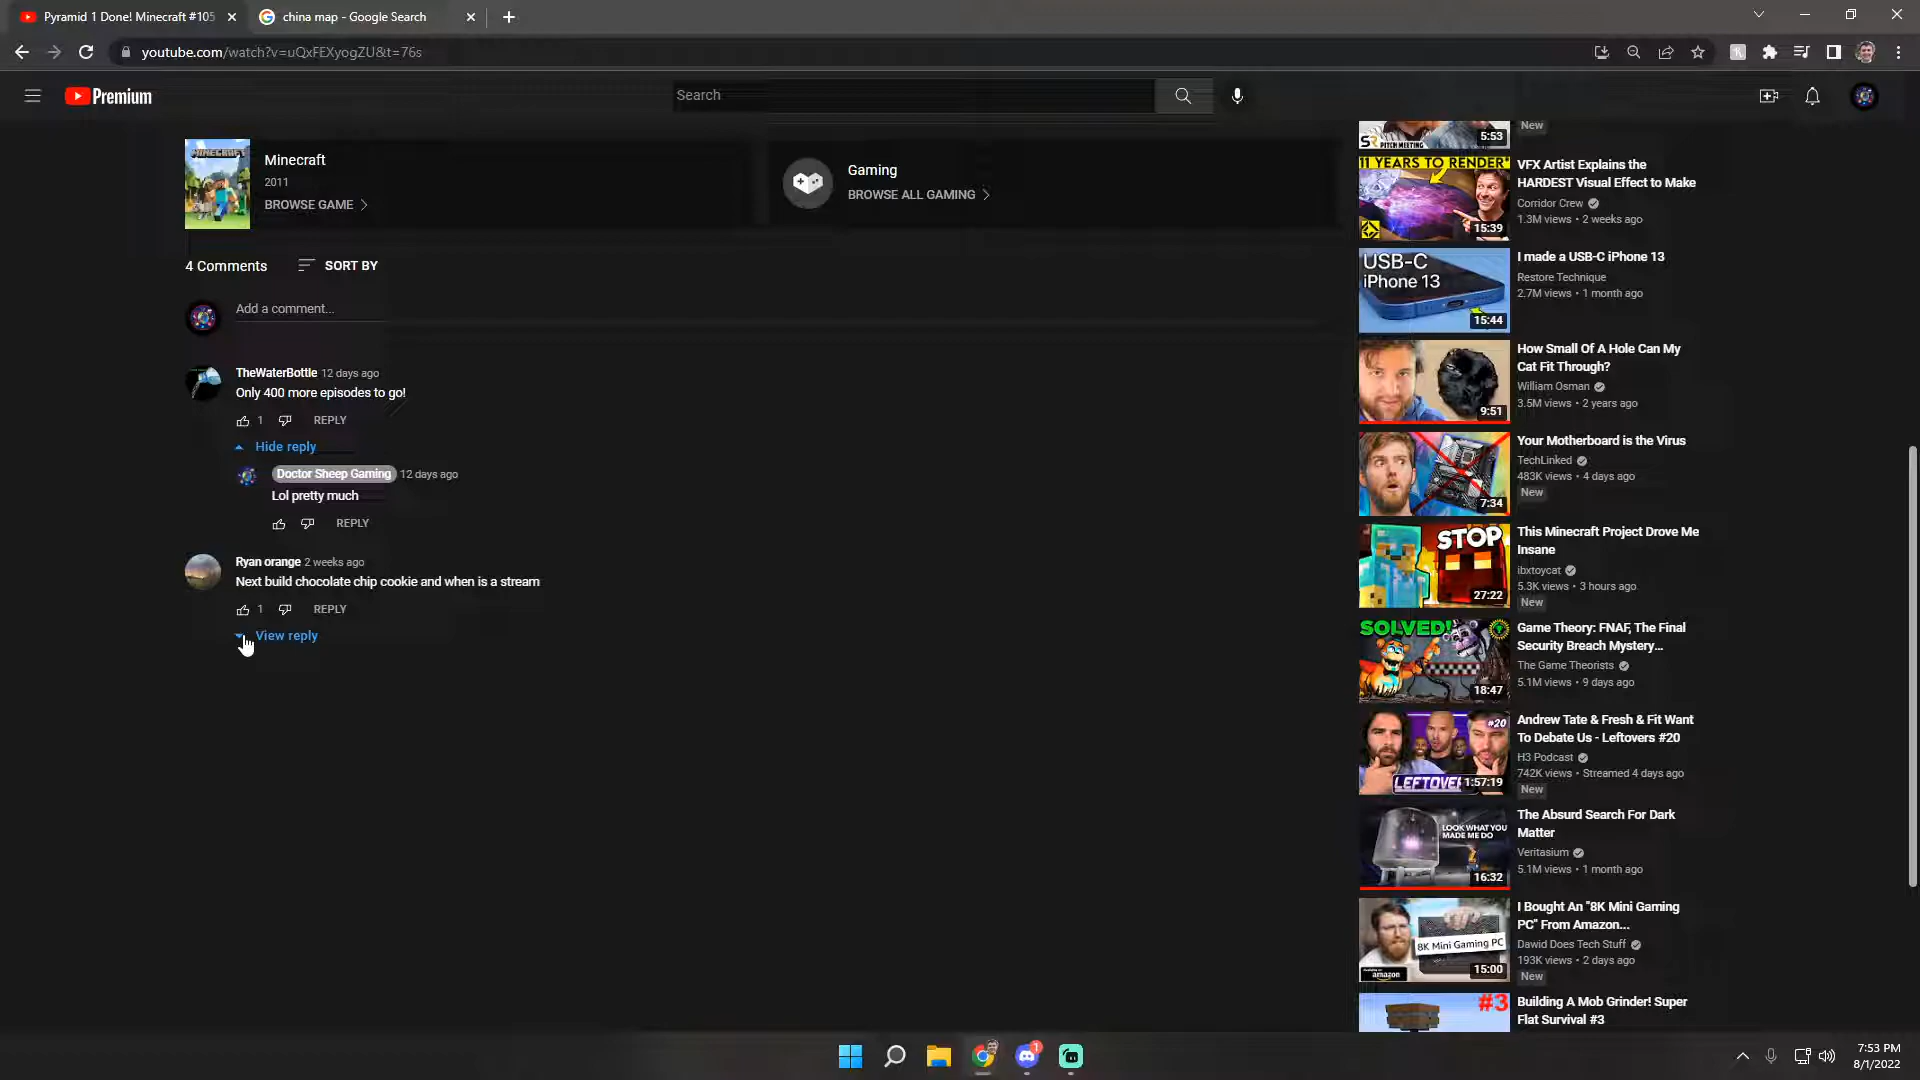 Pyramid 1 Done! Minecraft #105
china map - Google Search
youtube.com/watch?v=uQxFEXyogZU&t=76s
Premium
Search
MINECRAFT
Minecraft
2011
BROWSE GAME
Gaming
BROWSE ALL GAMING
4 Comments
SORT BY
Add a comment...
TheWaterBottle 12 days ago
Only 400 more episodes to go!
1 REPLY
Hide reply
Doctor Sheep Gaming 12 days ago
Lol pretty much
REPLY
Ryan orange 2 weeks ago
Next build chocolate chip cookie and when is a stream
1 REPLY
View reply
PITCH MEETING
5:53
New
11 YEARS TO RENDER"
15:39
VFX Artist Explains the
HARDEST Visual Effect to Make
Corridor Crew
1.3M views • 2 weeks ago
USB-C
iPhone 13
15:44
I made a USB-C iPhone 13
Restore Technique
2.7M views • 1 month ago
9:51
How Small Of A Hole Can My
Cat Fit Through?
William Osman
3.5M views • 2 years ago
7:34
Your Motherboard is the Virus
TechLinked
483K views • 4 days ago
New
STOP
27:22
This Minecraft Project Drove Me
Insane
ibxtoycat
5.3K views • 3 hours ago
New
SOLVED!
18:47
Game Theory: FNAF, The Final
Security Breach Mystery...
The Game Theorists
5.1M views • 9 days ago
#20
LEFTOVE
1:57:19
Andrew Tate & Fresh & Fit Want
To Debate Us - Leftovers #20
H3 Podcast
742K views • Streamed 4 days ago
New
LOOK WHAT YOU
MADE ME DO
16:32
The Absurd Search For Dark
Matter
Veritasium
5.1M views • 1 month ago
8K Mini Gaming PC
amazon
15:00
I Bought An "8K Mini Gaming
PC" From Amazon...
Dawid Does Tech Stuff
193K views • 2 days ago
New
#3
Building A Mob Grinder! Super
Flat Survival #3
1
7:53 PM
8/1/2022